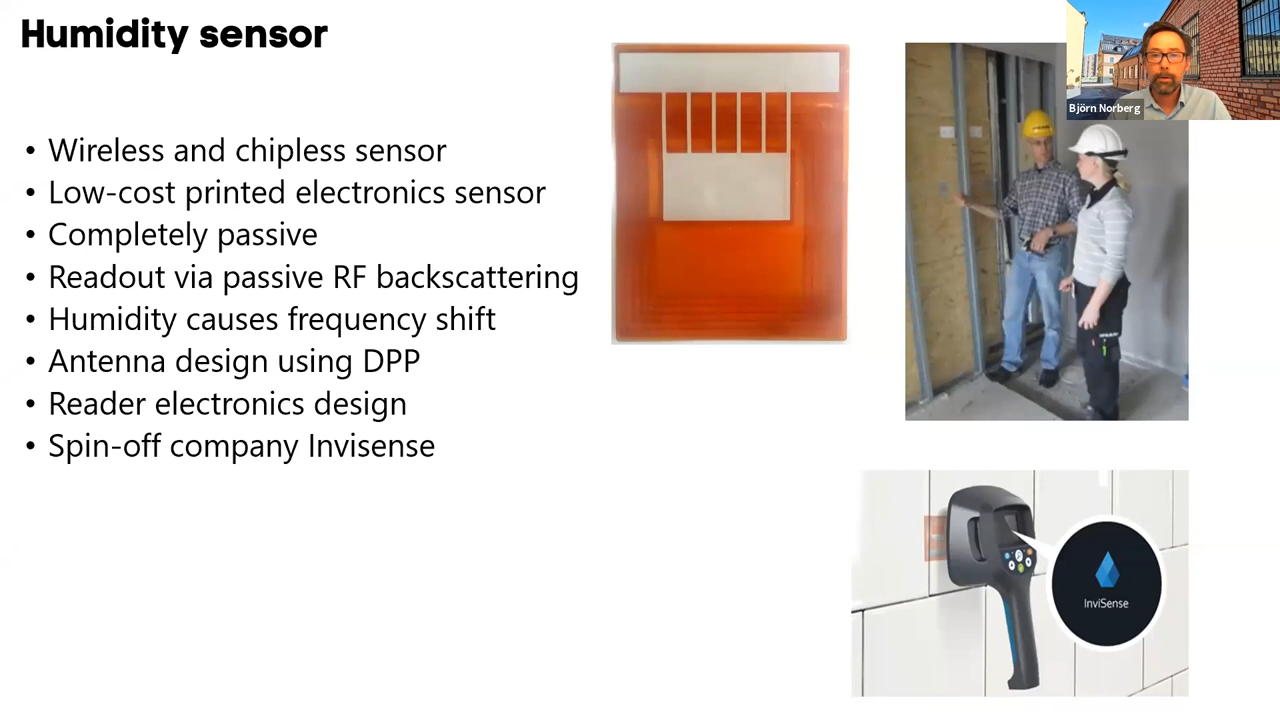 Humidity sensor
• Wireless and chipless sensor
• Low-cost printed electronics sensor
• Completely passive
• Readout via passive RF backscattering
• Humidity causes frequency shift
• Antenna design using DPP
• Reader electronics design
• Spin-off company Invisense
Björn Norberg
InviSense